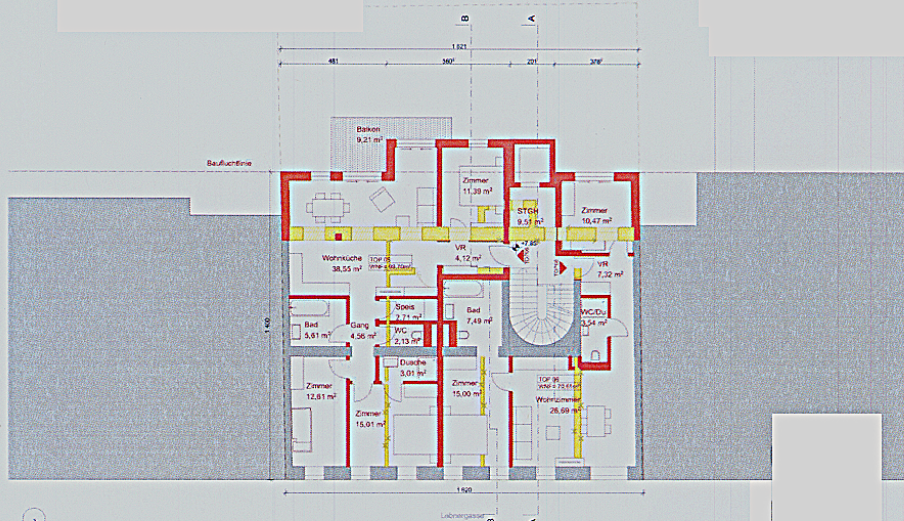 B
A
1.621
481
560⁵
201
378⁵
Balkon
9,21 m²
Baufluchtlinie
Zimmer
11,39 m²
STGH
9,51 m²
Zimmer
10,47 m²
VR
4,12 m²
Wohnküche
38,55 m²
TOP 05
VR
7,32 m²
Speis
2,71 m²
Bad
5,61 m²
Gang
4,56 m²
WC
2,13 m²
Bad
7,49 m²
WC/Du
3,54 m²
Dusche
3,01 m²
Zimmer
12,61 m²
Zimmer
15,01 m²
Zimmer
15,00 m²
TOP 06
Wohnzimmer
26,69 m²
1.620
B
A